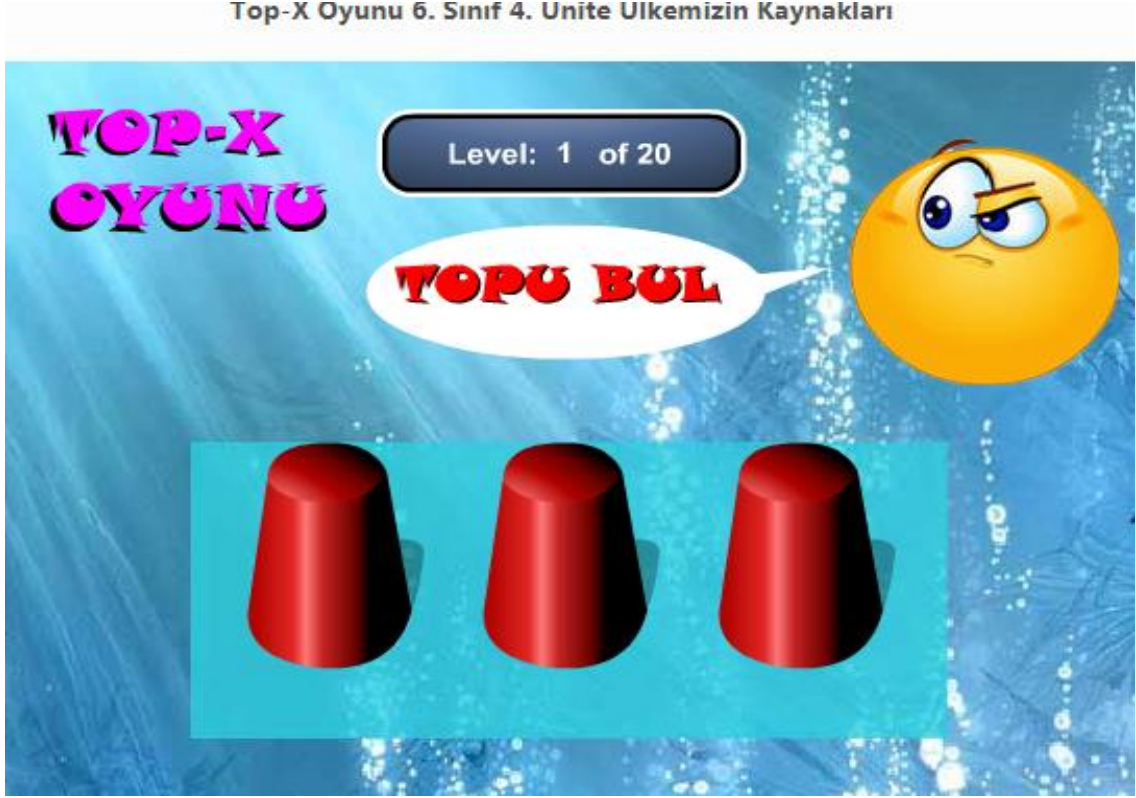 Top-X Oyunu 6. Sınıf 4. Ünite Ülkemizin Kaynakları
TOP-X
OYUNU
Level: 1 of 20
TOPU BUL